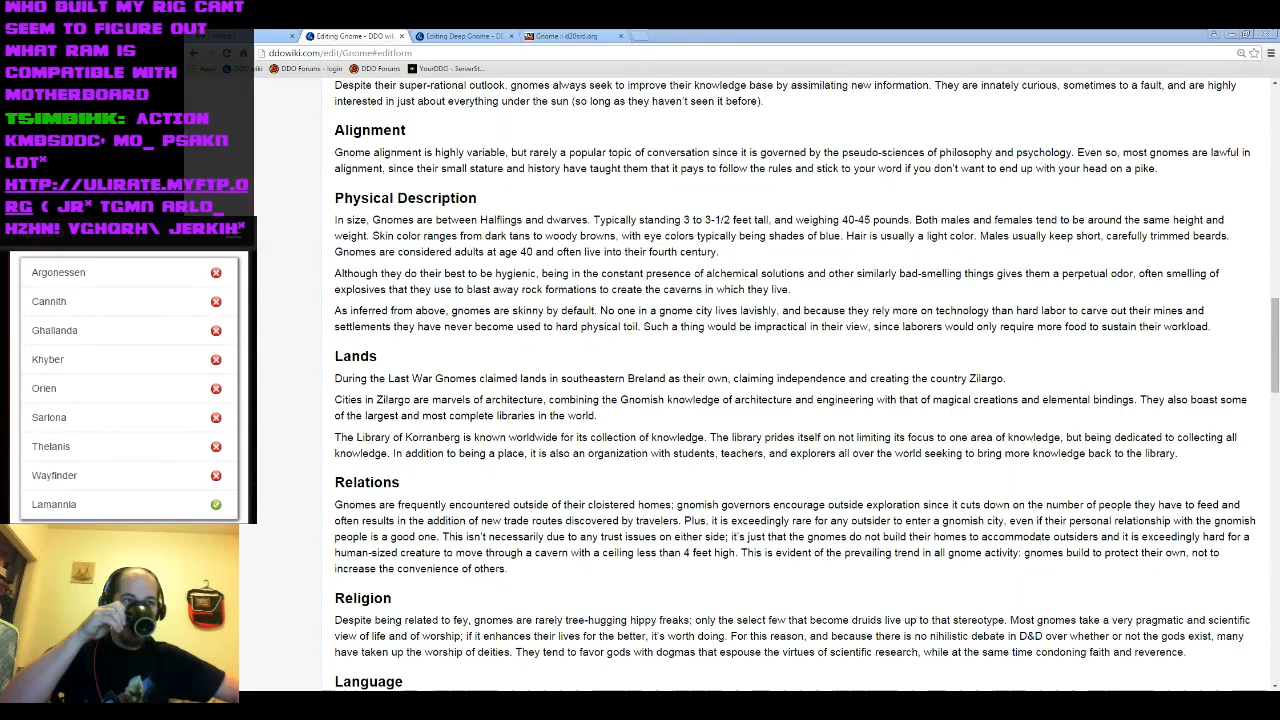 WHO BUILT MY RIG CANT
SEEM TO FIGURE OUT
WHAT RAM IS
COMPATIBLE WITH
MOTHERBOARD
T5IMBIHK: ACTION
KMBSDDC+ MO_ PSAKN
LOT*
HTTP://ULIRATE.MYFTP.O
RG ( JR* TGMN ARLO_
HZHN! VGHORH\ JERKIH*
Argonessen
Cannith
Ghallanda
Khyber
Orien
Sarlona
Thelanis
Wayfinder
Lamannia
Editing Gnome - DDO wiki
Editing Deep Gnome - D
Gnome :: d20srd.org
ddowiki.com/edit/Gnome#editform
Apps
DDO Forums - login
DDO Forums
YourDDO - ServerSt...
Despite their super-rational outlook, gnomes always seek to improve their knowledge base by assimilating new information. They are innately curious, sometimes to a fault, and are highly
interested in just about everything under the sun (so long as they haven't seen it before).
Alignment
Gnome alignment is highly variable, but rarely a popular topic of conversation since it is governed by the pseudo-sciences of philosophy and psychology. Even so, most gnomes are lawful in
alignment, since their small stature and history have taught them that it pays to follow the rules and stick to your word if you don't want to end up with your head on a pike.
Physical Description
In size, Gnomes are between Halflings and dwarves. Typically standing 3 to 3-1/2 feet tall, and weighing 40-45 pounds. Both males and females tend to be around the same height and
weight. Skin color ranges from dark tans to woody browns, with eye colors typically being shades of blue. Hair is usually a light color. Males usually keep short, carefully trimmed beards.
Gnomes are considered adults at age 40 and often live into their fourth century.
Although they do their best to be hygienic, being in the constant presence of alchemical solutions and other similarly bad-smelling things gives them a perpetual odor, often smelling of
explosives that they use to blast away rock formations to create the caverns in which they live.
As inferred from above, gnomes are skinny by default. No one in a gnome city lives lavishly, and because they rely more on technology than hard labor to carve out their mines and
settlements they have never become used to hard physical toil. Such a thing would be impractical in their view, since laborers would only require more food to sustain their workload.
Lands
During the Last War Gnomes claimed lands in southeastern Breland as their own, claiming independence and creating the country Zilargo.
Cities in Zilargo are marvels of architecture, combining the Gnomish knowledge of architecture and engineering with that of magical creations and elemental bindings. They also boast some
of the largest and most complete libraries in the world.
The Library of Korranberg is known worldwide for its collection of knowledge. The library prides itself on not limiting its focus to one area of knowledge, but being dedicated to collecting all
knowledge. In addition to being a place, it is also an organization with students, teachers, and explorers all over the world seeking to bring more knowledge back to the library.
Relations
Gnomes are frequently encountered outside of their cloistered homes; gnomish governors encourage outside exploration since it cuts down on the number of people they have to feed and
often results in the addition of new trade routes discovered by travelers. Plus, it is exceedingly rare for any outsider to enter a gnomish city, even if their personal relationship with the gnomish
people is a good one. This isn't necessarily due to any trust issues on either side; it's just that the gnomes do not build their homes to accommodate outsiders and it is exceedingly hard for a
human-sized creature to move through a cavern with a ceiling less than 4 feet high. This is evident of the prevailing trend in all gnome activity: gnomes build to protect their own, not to
increase the convenience of others.
Religion
Despite being related to fey, gnomes are rarely tree-hugging hippy freaks; only the select few that become druids live up to that stereotype. Most gnomes take a very pragmatic and scientific
view of life and of worship; if it enhances their lives for the better, it's worth doing. For this reason, and because there is no nihilistic debate in D&D over whether or not the gods exist, many
have taken up the worship of deities. They tend to favor gods with dogmas that espouse the virtues of scientific research, while at the same time condoning faith and reverence.
Language